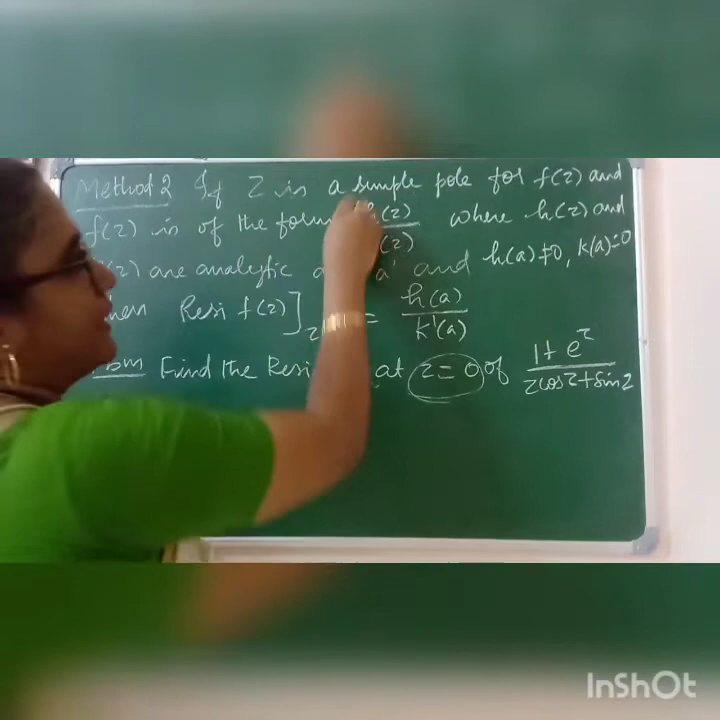 Method 2 If Z is a simple pole for f(z) and
f(z) is of the form h(z)/(z) where h(z) and
(z) are analytic a 'a' and h(a)≠0, k(a)=0
Resi f(z)]z = h(a)/k'(a)
Find the Resi at z=0 of 1+e^z/zcosz+sinz
InShOt